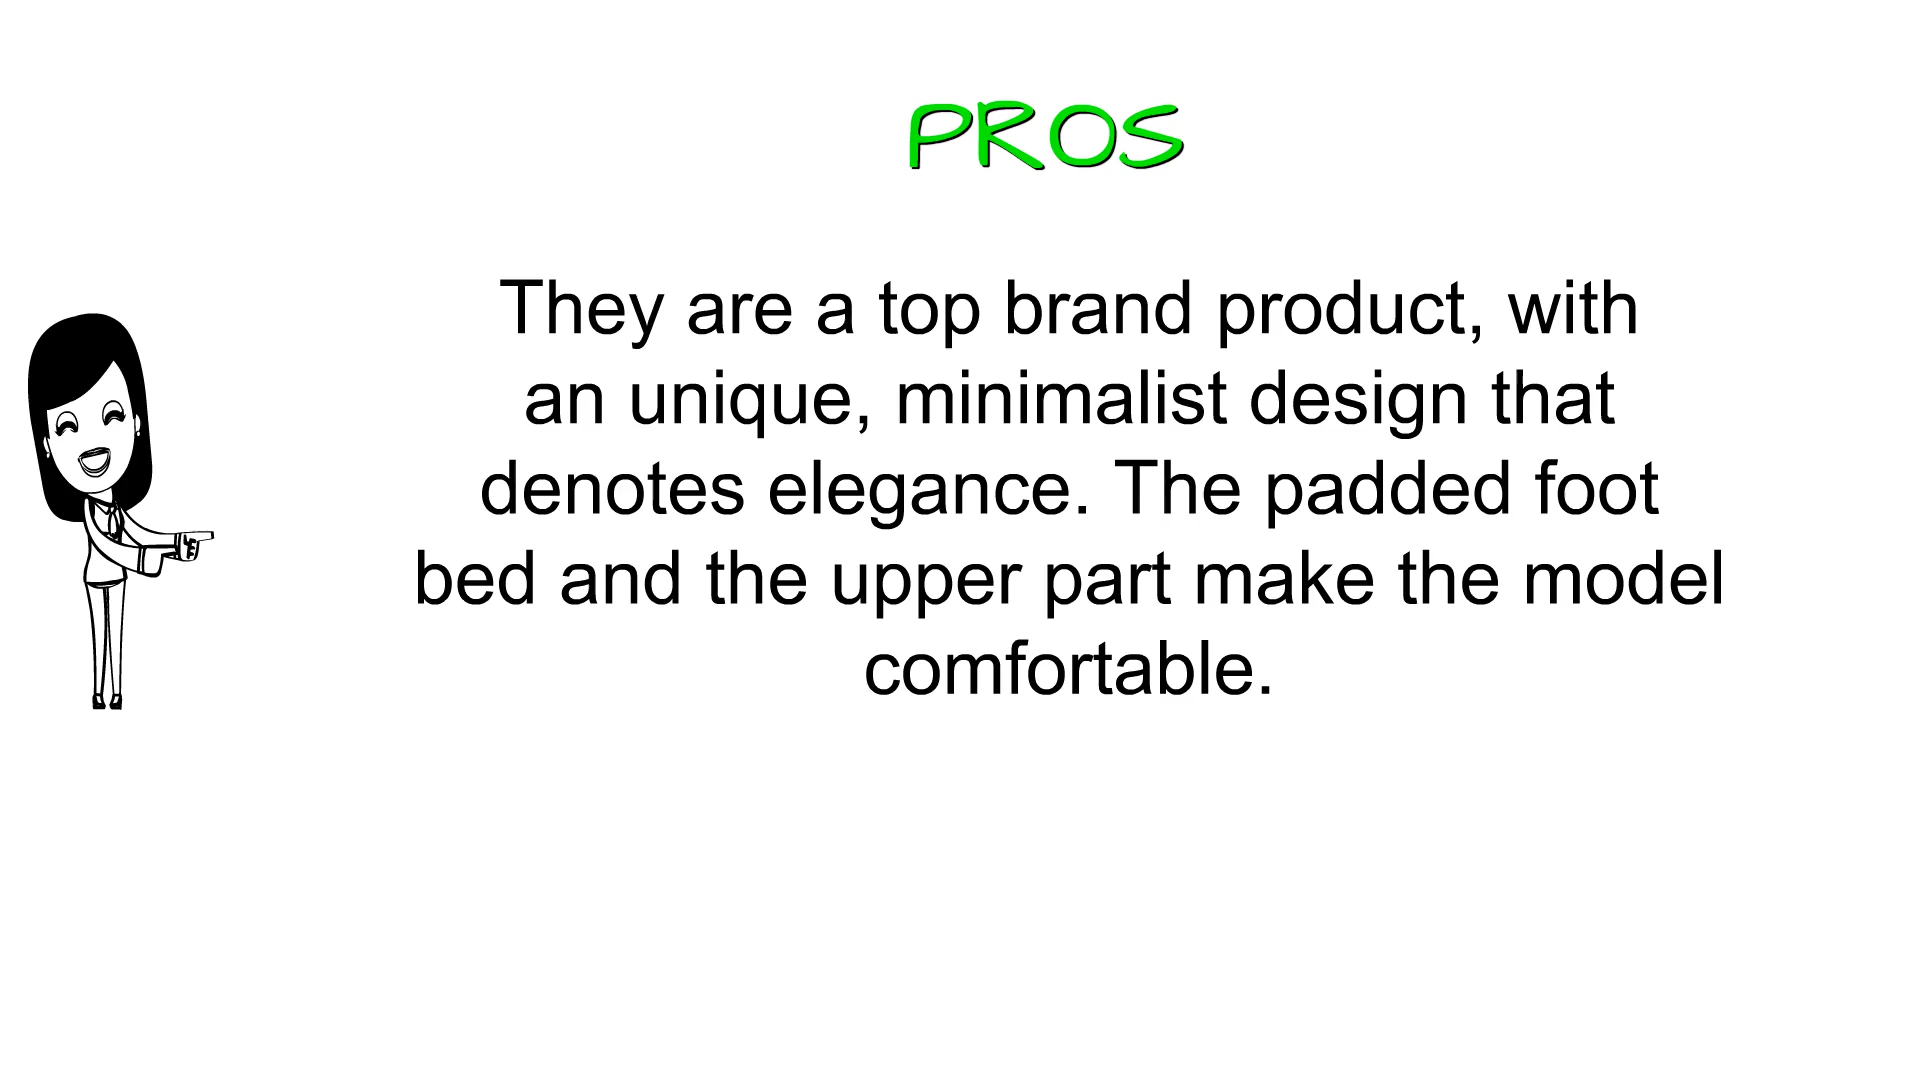 PROS
They are a top brand product, with
an unique, minimalist design that
denotes elegance. The padded foot
bed and the upper part make the model
comfortable.